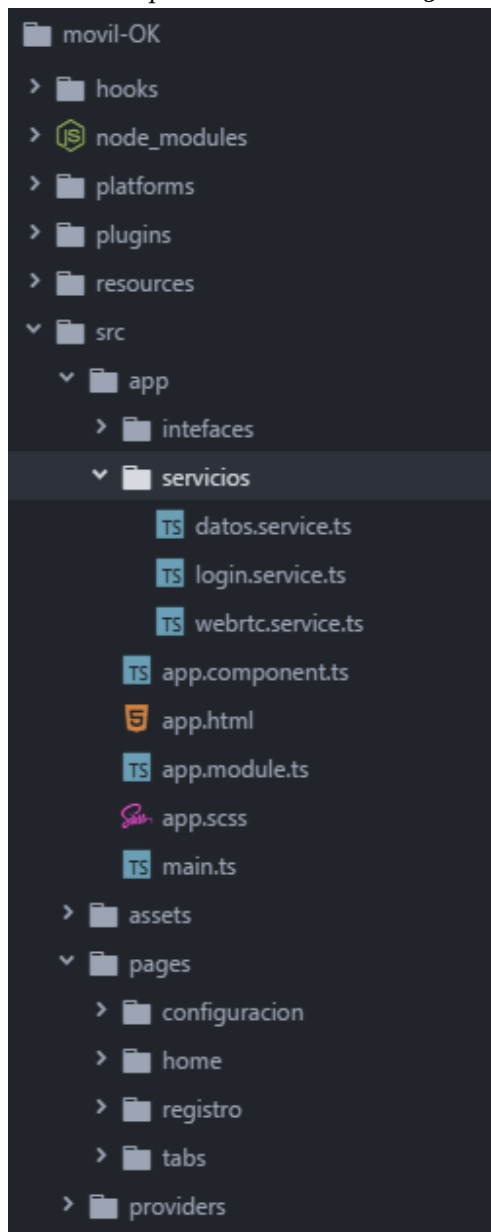 movil-OK
hooks
JS node_modules
platforms
plugins
resources
src
app
intefaces
servicios
TS datos.service.ts
TS login.service.ts
TS webrtc.service.ts
TS app.component.ts
5 app.html
TS app.module.ts
Sass app.scss
TS main.ts
assets
pages
configuracion
home
registro
tabs
providers